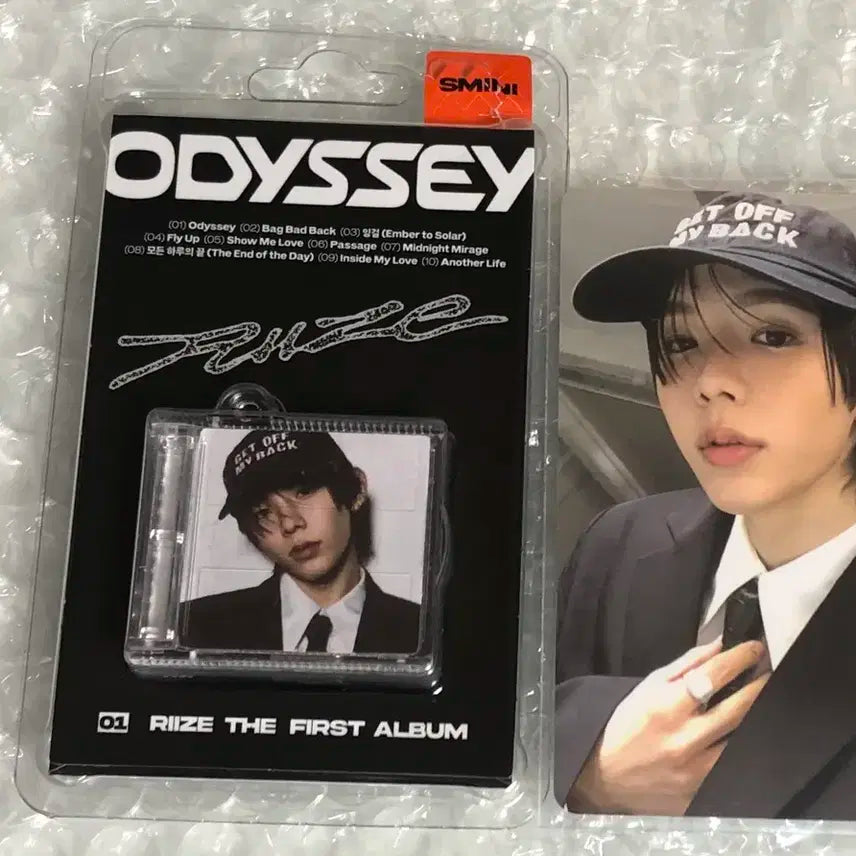 SMINI
ODYSSEY
(01) Odyssey (02) Bag Bad Back (03) 잉걸 (Ember to Solar)
(04) Fly Up (05) Show Me Love (06) Passage (07) Midnight Mirage
(08) 모든 하루의 끝 (The End of the Day) (09) Inside My Love (10) Another Life
RIIZE
GET OFF
MY BACK
01 RIIZE THE FIRST ALBUM
GET OFF
MY BACK